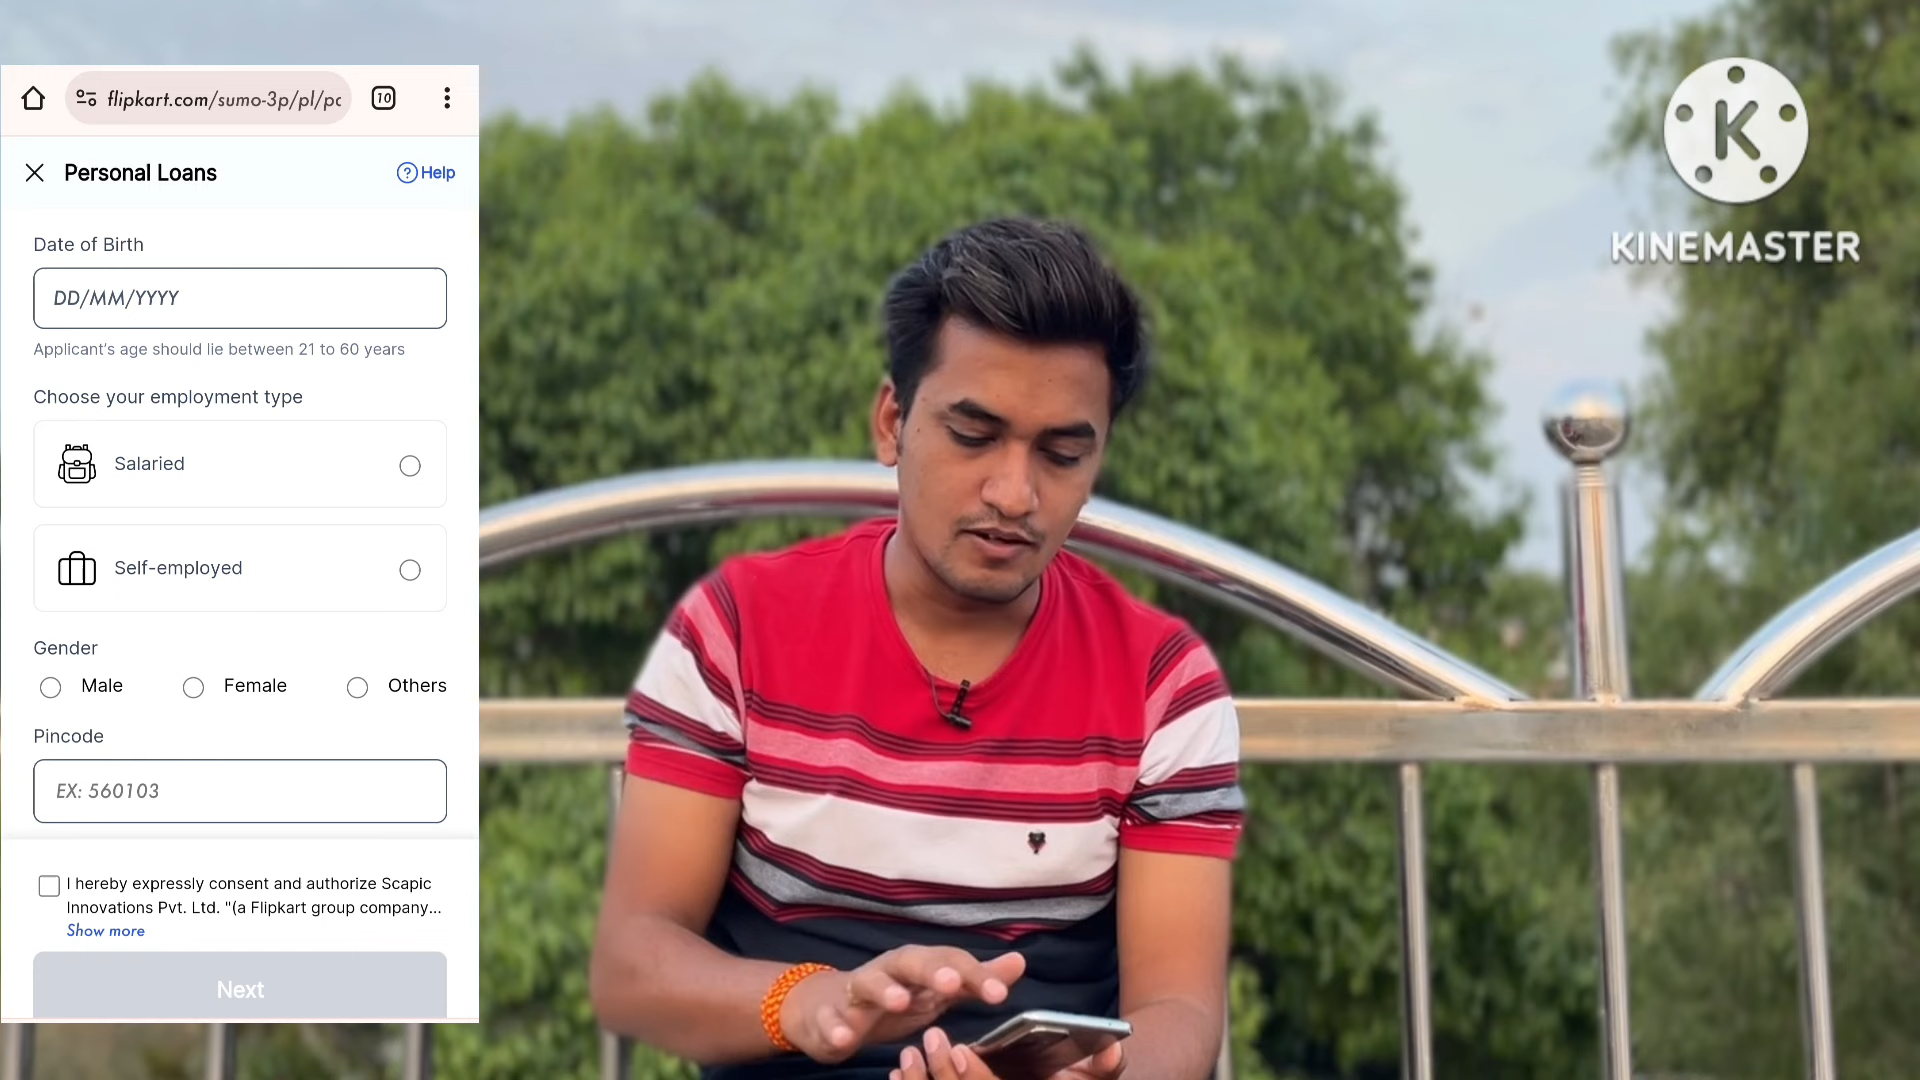 flipkart.com/sumo-3p/pl/pc
10
Personal Loans
Help
Date of Birth
DD/MM/YYYY
Applicant's age should lie between 21 to 60 years
Choose your employment type
Salaried
Self-employed
Gender
Male Female Others
Pincode
EX: 560103
I hereby expressly consent and authorize Scapic
Innovations Pvt. Ltd. "(a Flipkart group company...
Show more
Next
K
KINEMASTER